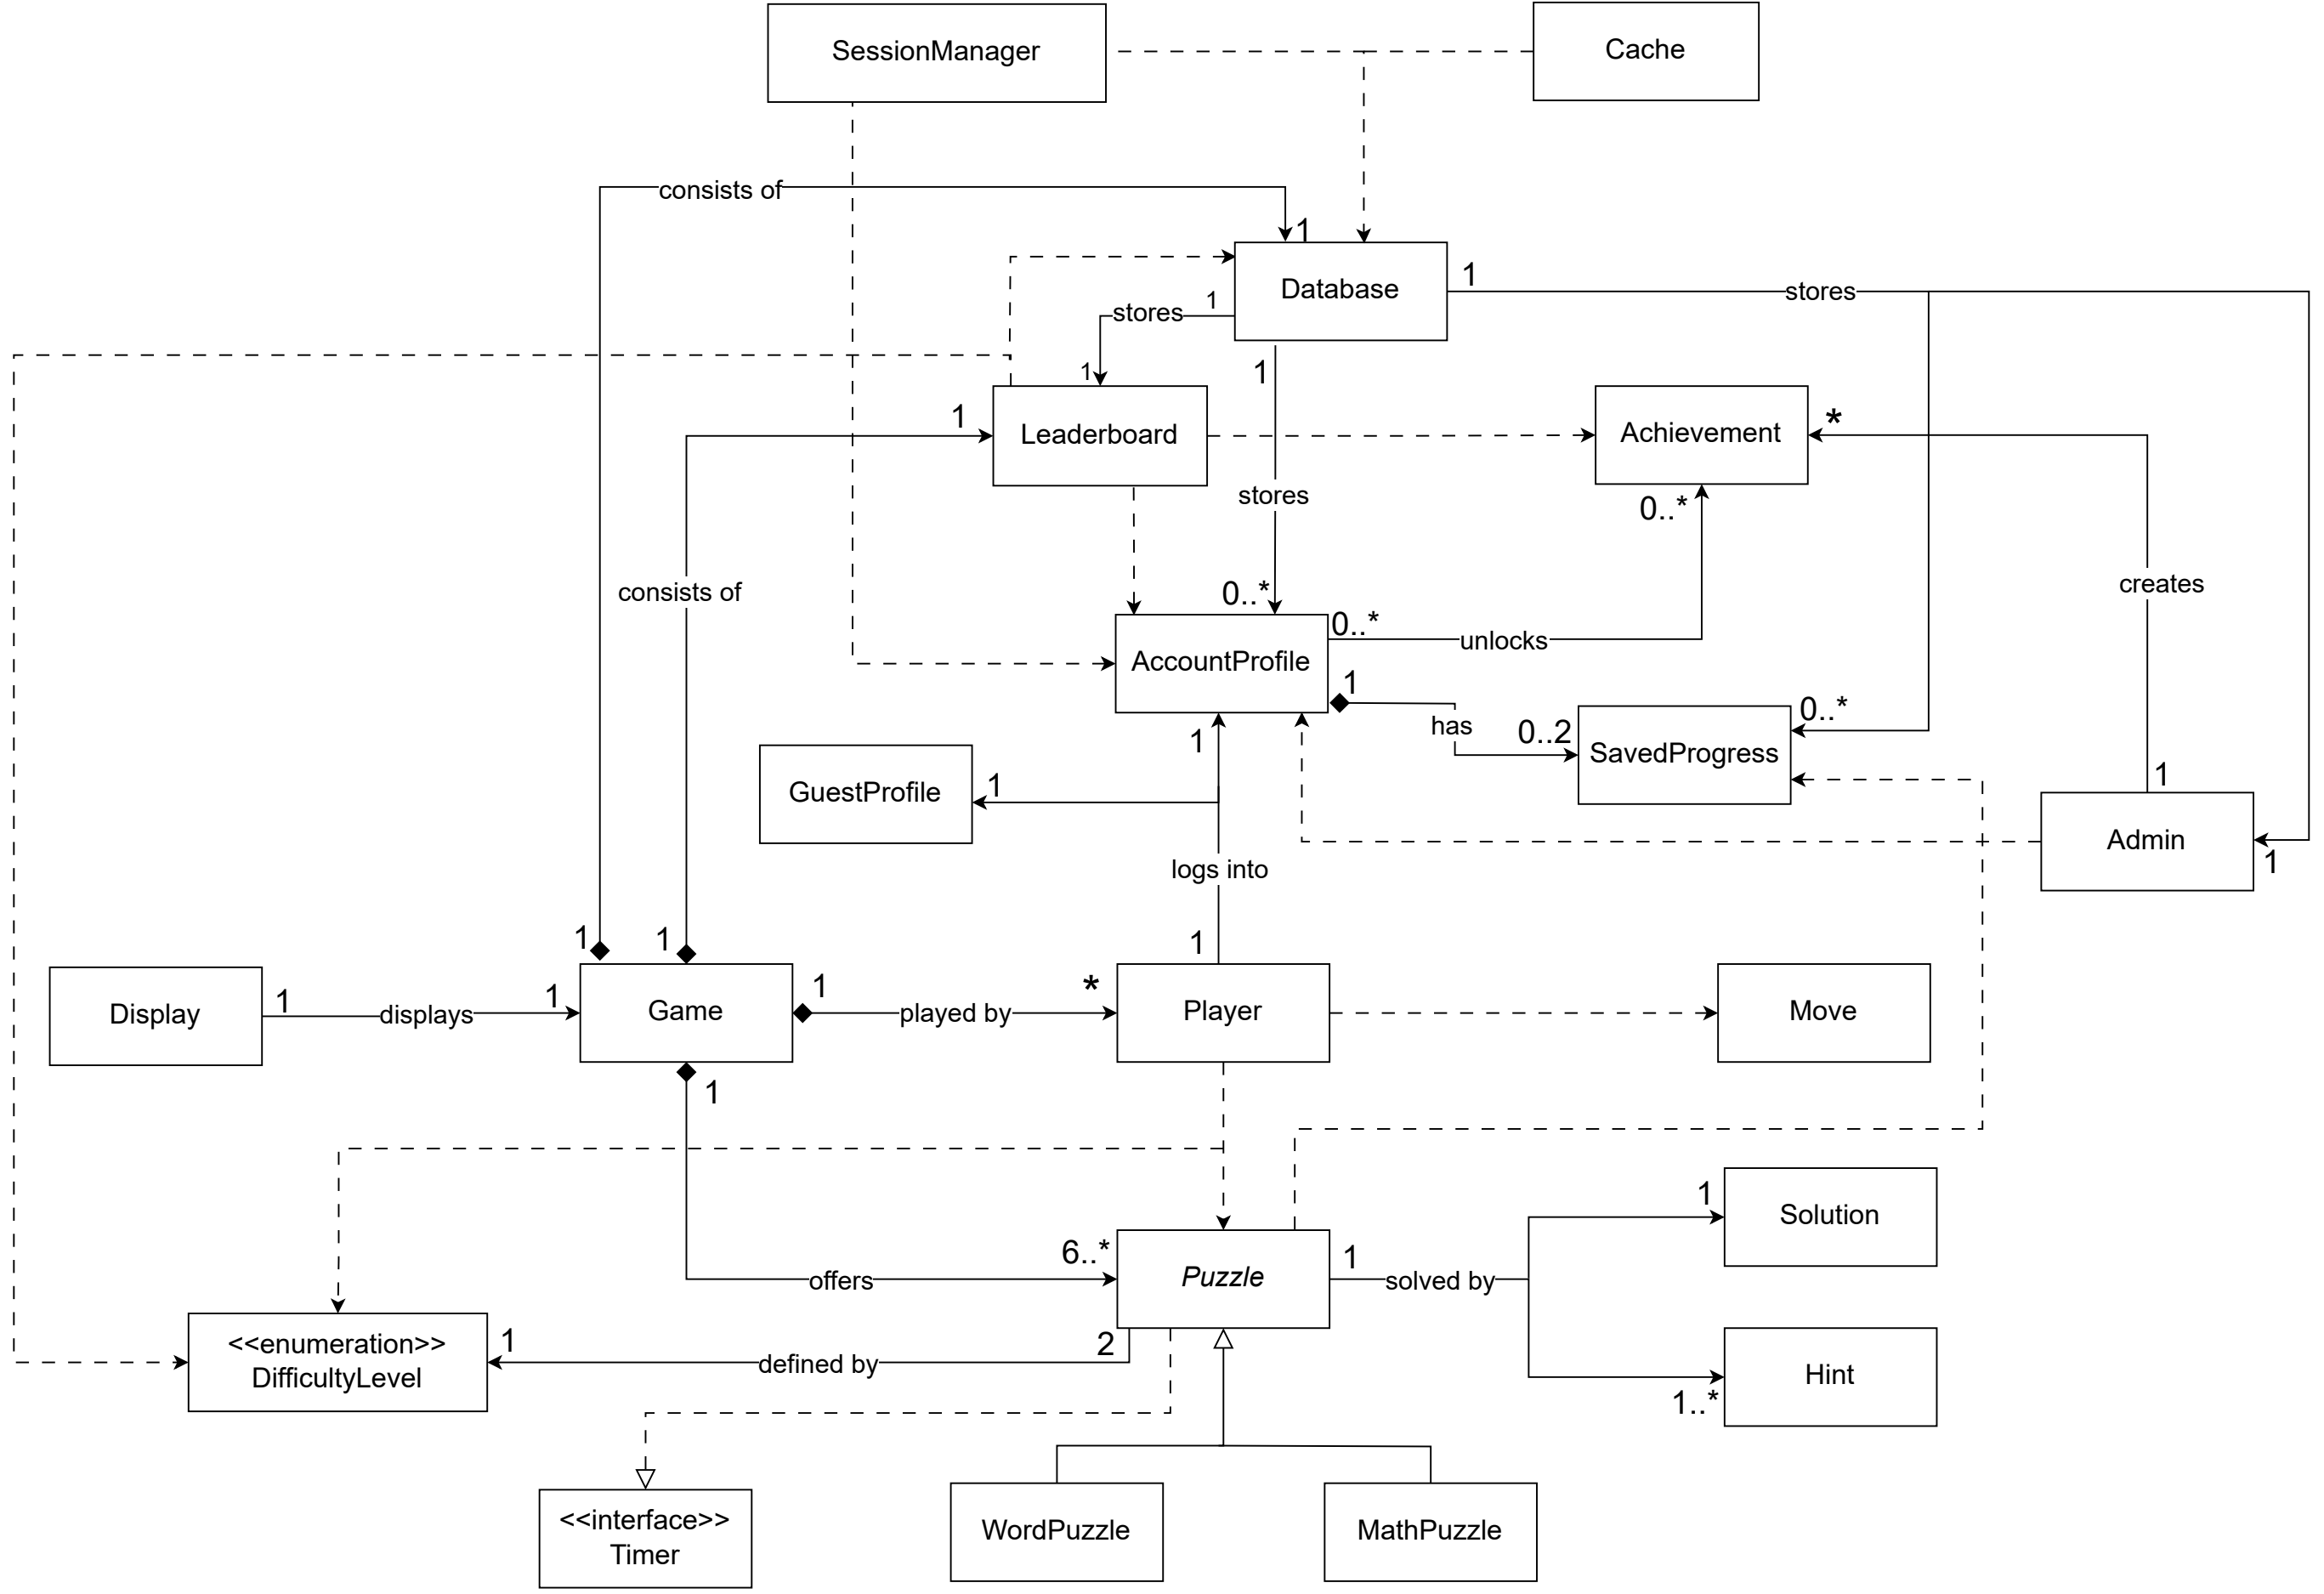 SessionManager
Cache
consists of
1
Database
1
stores
1
stores
1
1
Leaderboard
1
Achievement
*
stores
0..*
consists of
creates
0..*
0..*
unlocks
AccountProfile
1
has
0..2
0..*
SavedProgress
1
GuestProfile
1
1
Admin
1
logs into
1
1
1
Display
1
displays
1
Game
1
played by
*
Player
Move
1
6..*
offers
Puzzle
1
solved by
1
Solution
<<enumeration>>
DifficultyLevel
1
defined by
2
Hint
1..*
<<interface>>
Timer
WordPuzzle
MathPuzzle